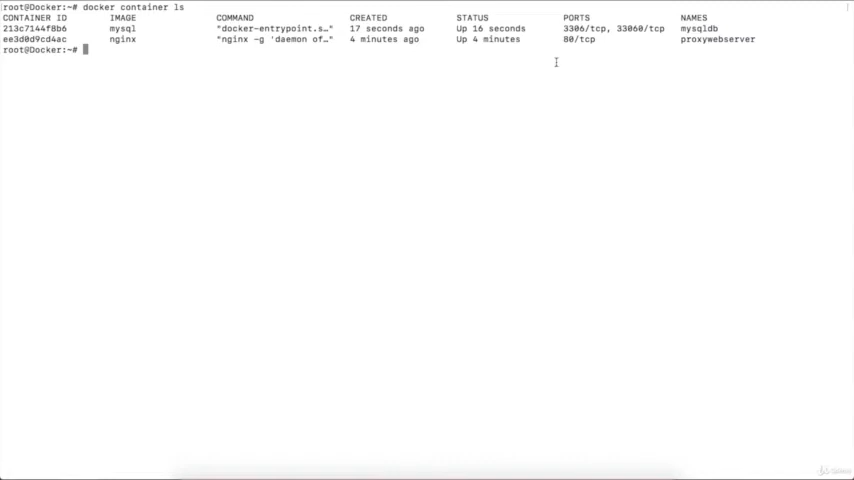 root@Docker:~# docker container ls
CONTAINER ID IMAGE COMMAND CREATED STATUS PORTS NAMES
213c7144f8b6 mysql "docker-entrypoint.s…" 17 seconds ago Up 16 seconds 3306/tcp, 33060/tcp mysqldb
ee3d0d9cd4ac nginx "nginx -g 'daemon of…" 4 minutes ago Up 4 minutes 80/tcp proxywebserver
root@Docker:~#